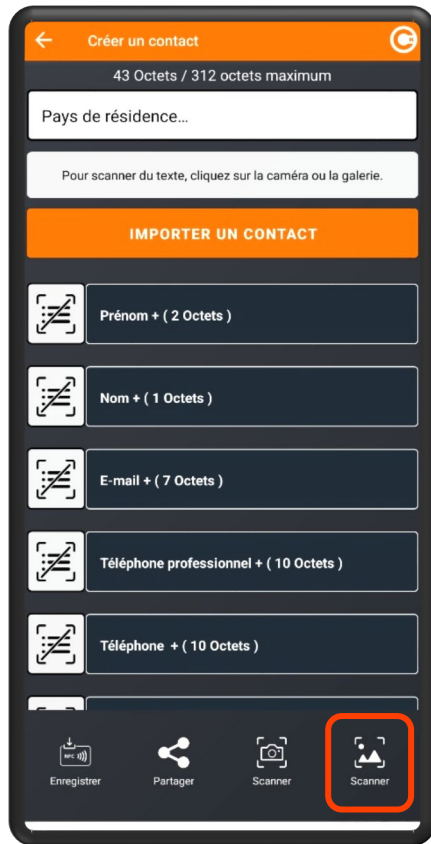 Créer un contact
43 Octets / 312 octets maximum
Pays de résidence...
Pour scanner du texte, cliquez sur la caméra ou la galerie.
IMPORTER UN CONTACT
Prénom + ( 2 Octets )
Nom + ( 1 Octets )
E-mail + ( 7 Octets )
Téléphone professionnel + ( 10 Octets )
Téléphone + ( 10 Octets )
NFC
Enregistrer
Partager
Scanner
Scanner